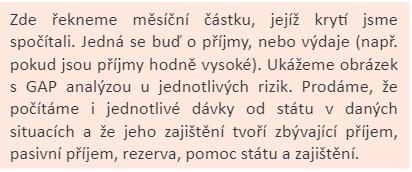 Zde řekneme měsíční částku, jejíž krytí jsme
spočítali. Jedná se buď o příjmy, nebo výdaje (např.
pokud jsou příjmy hodně vysoké). Ukážeme obrázek
s GAP analýzou u jednotlivých rizik. Prodáme, že
počítáme i jednotlivé dávky od státu v daných
situacích a že jeho zajištění tvoří zbývající příjem,
pasivní příjem, rezerva, pomoc státu a zajištění.